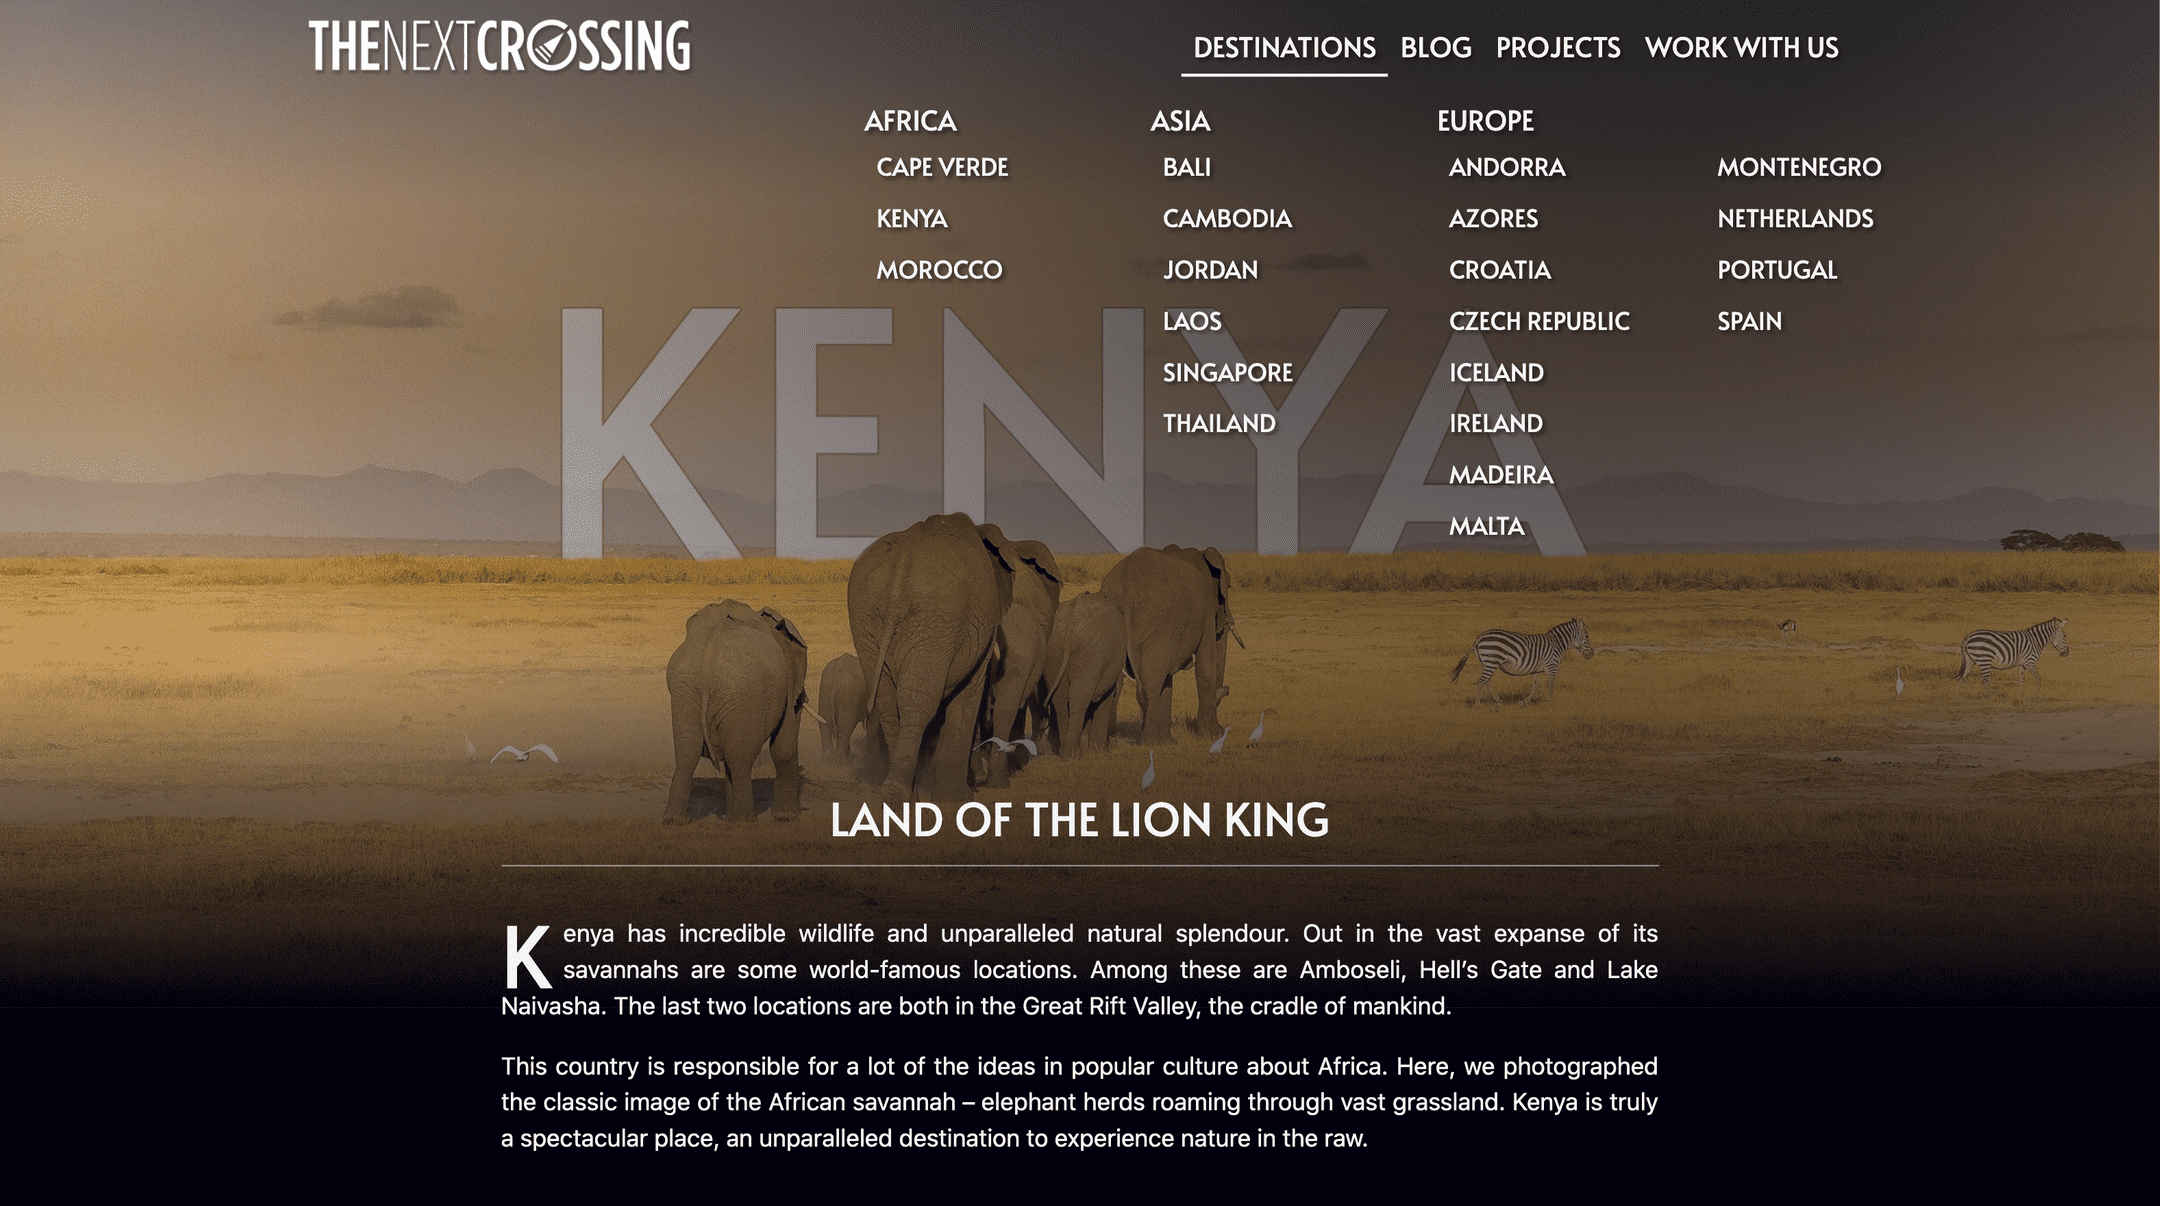 THENEXTCROSSING
DESTINATIONS BLOG PROJECTS WORK WITH US
AFRICA
CAPE VERDE
KENYA
MOROCCO
ASIA
BALI
CAMBODIA
JORDAN
LAOS
SINGAPORE
THAILAND
EUROPE
ANDORRA
AZORES
CROATIA
CZECH REPUBLIC
ICELAND
IRELAND
MADEIRA
MALTA
MONTENEGRO
NETHERLANDS
PORTUGAL
SPAIN
KENYA
LAND OF THE LION KING
Kenya has incredible wildlife and unparalleled natural splendour. Out in the vast expanse of its
savannahs are some world-famous locations. Among these are Amboseli, Hell’s Gate and Lake
Naivasha. The last two locations are both in the Great Rift Valley, the cradle of mankind.
This country is responsible for a lot of the ideas in popular culture about Africa. Here, we photographed
the classic image of the African savannah – elephant herds roaming through vast grassland. Kenya is truly
a spectacular place, an unparalleled destination to experience nature in the raw.